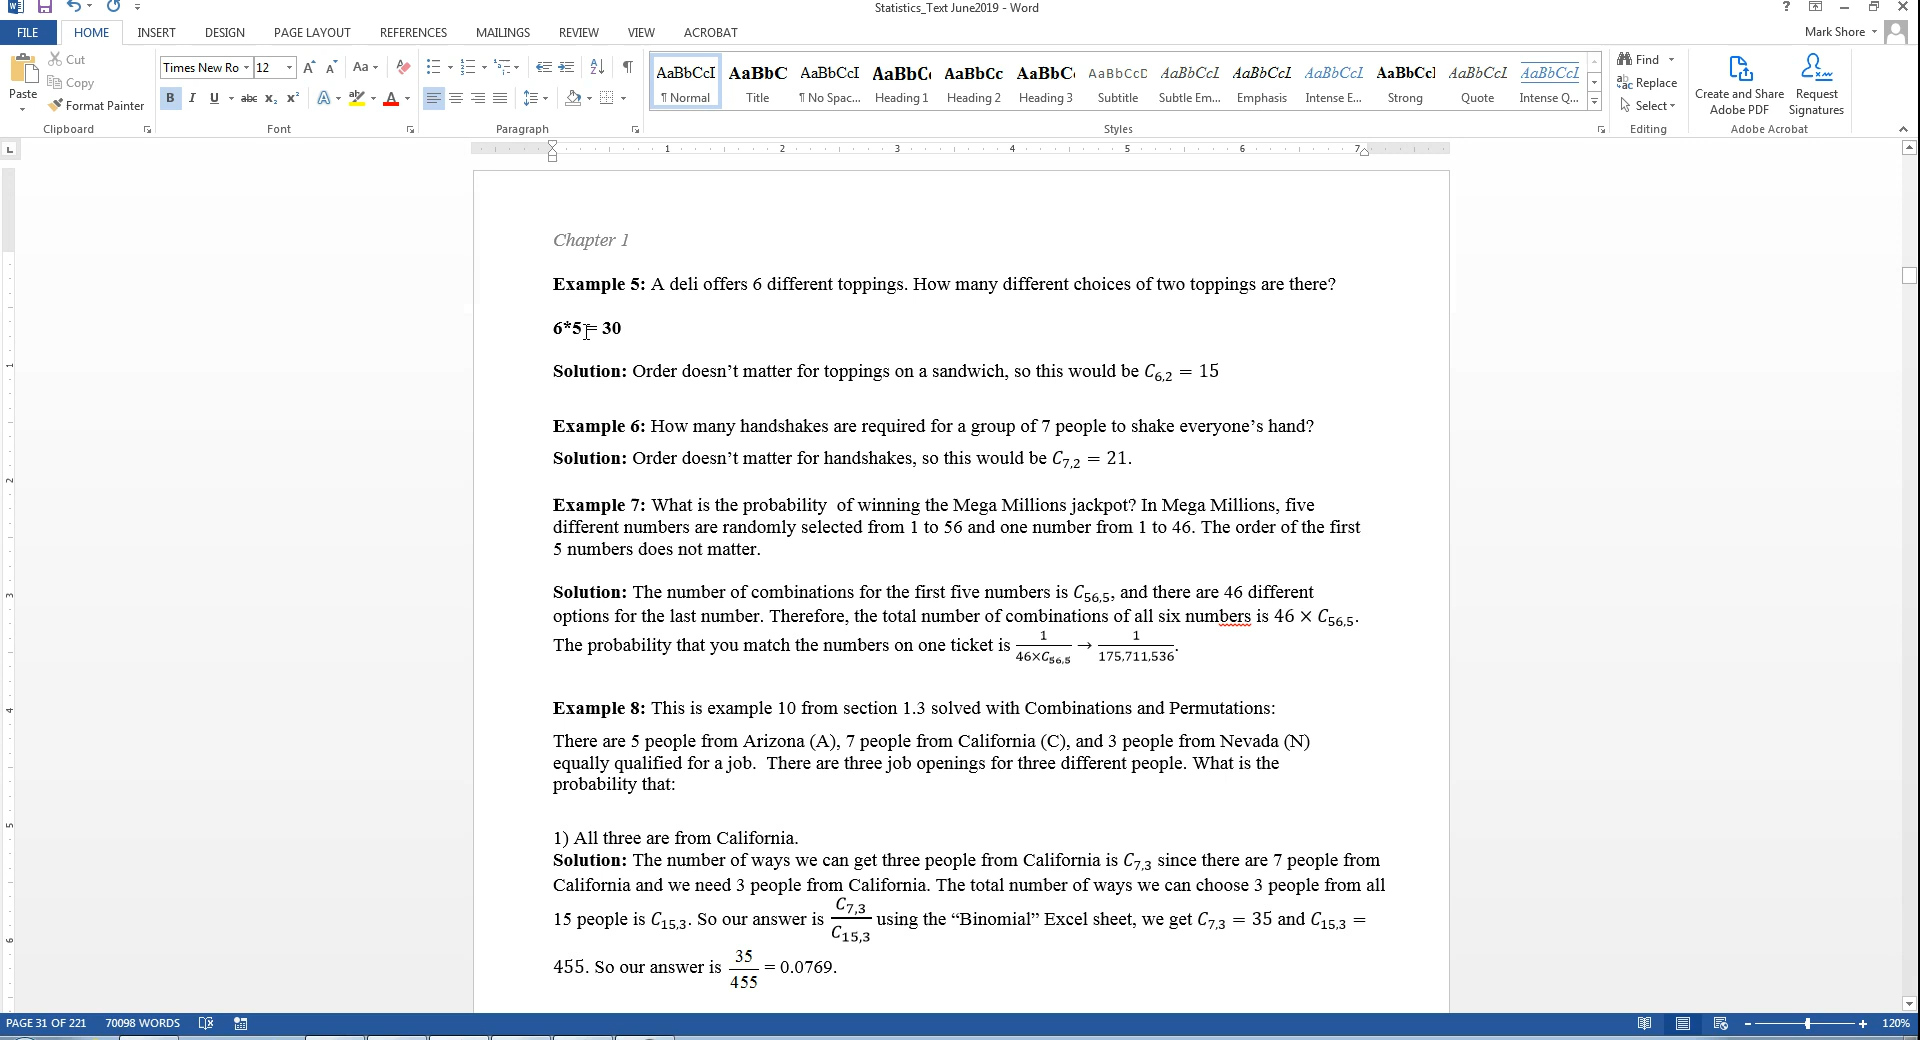 Statistics_Text June2019 - Word
?
FILE HOME INSERT DESIGN PAGE LAYOUT REFERENCES MAILINGS REVIEW VIEW ACROBAT Mark Shore
Paste
Cut
Copy
Format Painter
Clipboard
Times New Ro 12 Aa
B I U abc x₂ x² A A
Font
Paragraph
AaBbCcI AaBbC AaBbCcI AaBbCc AaBbCc AaBbC AaBbCcD AaBbCcI AaBbCcI AaBbCcI AaBbCcI AaBbCcI AaBbCcI
¶ Normal Title ¶ No Spac... Heading 1 Heading 2 Heading 3 Subtitle Subtle Em... Emphasis Intense E... Strong Quote Intense Q...
Styles
Find
Replace
Select
Editing
Create and Share
Adobe PDF
Request
Signatures
Adobe Acrobat
1 2 3 4 5 6 7
Chapter 1
Example 5: A deli offers 6 different toppings. How many different choices of two toppings are there?
6*5= 30
Solution: Order doesn’t matter for toppings on a sandwich, so this would be C₆,₂ = 15
Example 6: How many handshakes are required for a group of 7 people to shake everyone’s hand?
Solution: Order doesn’t matter for handshakes, so this would be C₇,₂ = 21.
Example 7: What is the probability  of winning the Mega Millions jackpot? In Mega Millions, five
different numbers are randomly selected from 1 to 56 and one number from 1 to 46. The order of the first
5 numbers does not matter.
Solution: The number of combinations for the first five numbers is C₅₆,₅, and there are 46 different
options for the last number. Therefore, the total number of combinations of all six numbers is 46 × C₅₆,₅.
The probability that you match the numbers on one ticket is 1/(46×C₅₆,₅) → 1/175,711,536.
Example 8: This is example 10 from section 1.3 solved with Combinations and Permutations:
There are 5 people from Arizona (A), 7 people from California (C), and 3 people from Nevada (N)
equally qualified for a job.  There are three job openings for three different people. What is the
probability that:
1) All three are from California.
Solution: The number of ways we can get three people from California is C₇,₃ since there are 7 people from
California and we need 3 people from California. The total number of ways we can choose 3 people from all
15 people is C₁₅,₃. So our answer is C₇,₃/C₁₅,₃ using the “Binomial” Excel sheet, we get C₇,₃ = 35 and C₁₅,₃ =
455. So our answer is 35/455 = 0.0769.
1
2
3
4
5
6
PAGE 31 OF 221 70098 WORDS 120%